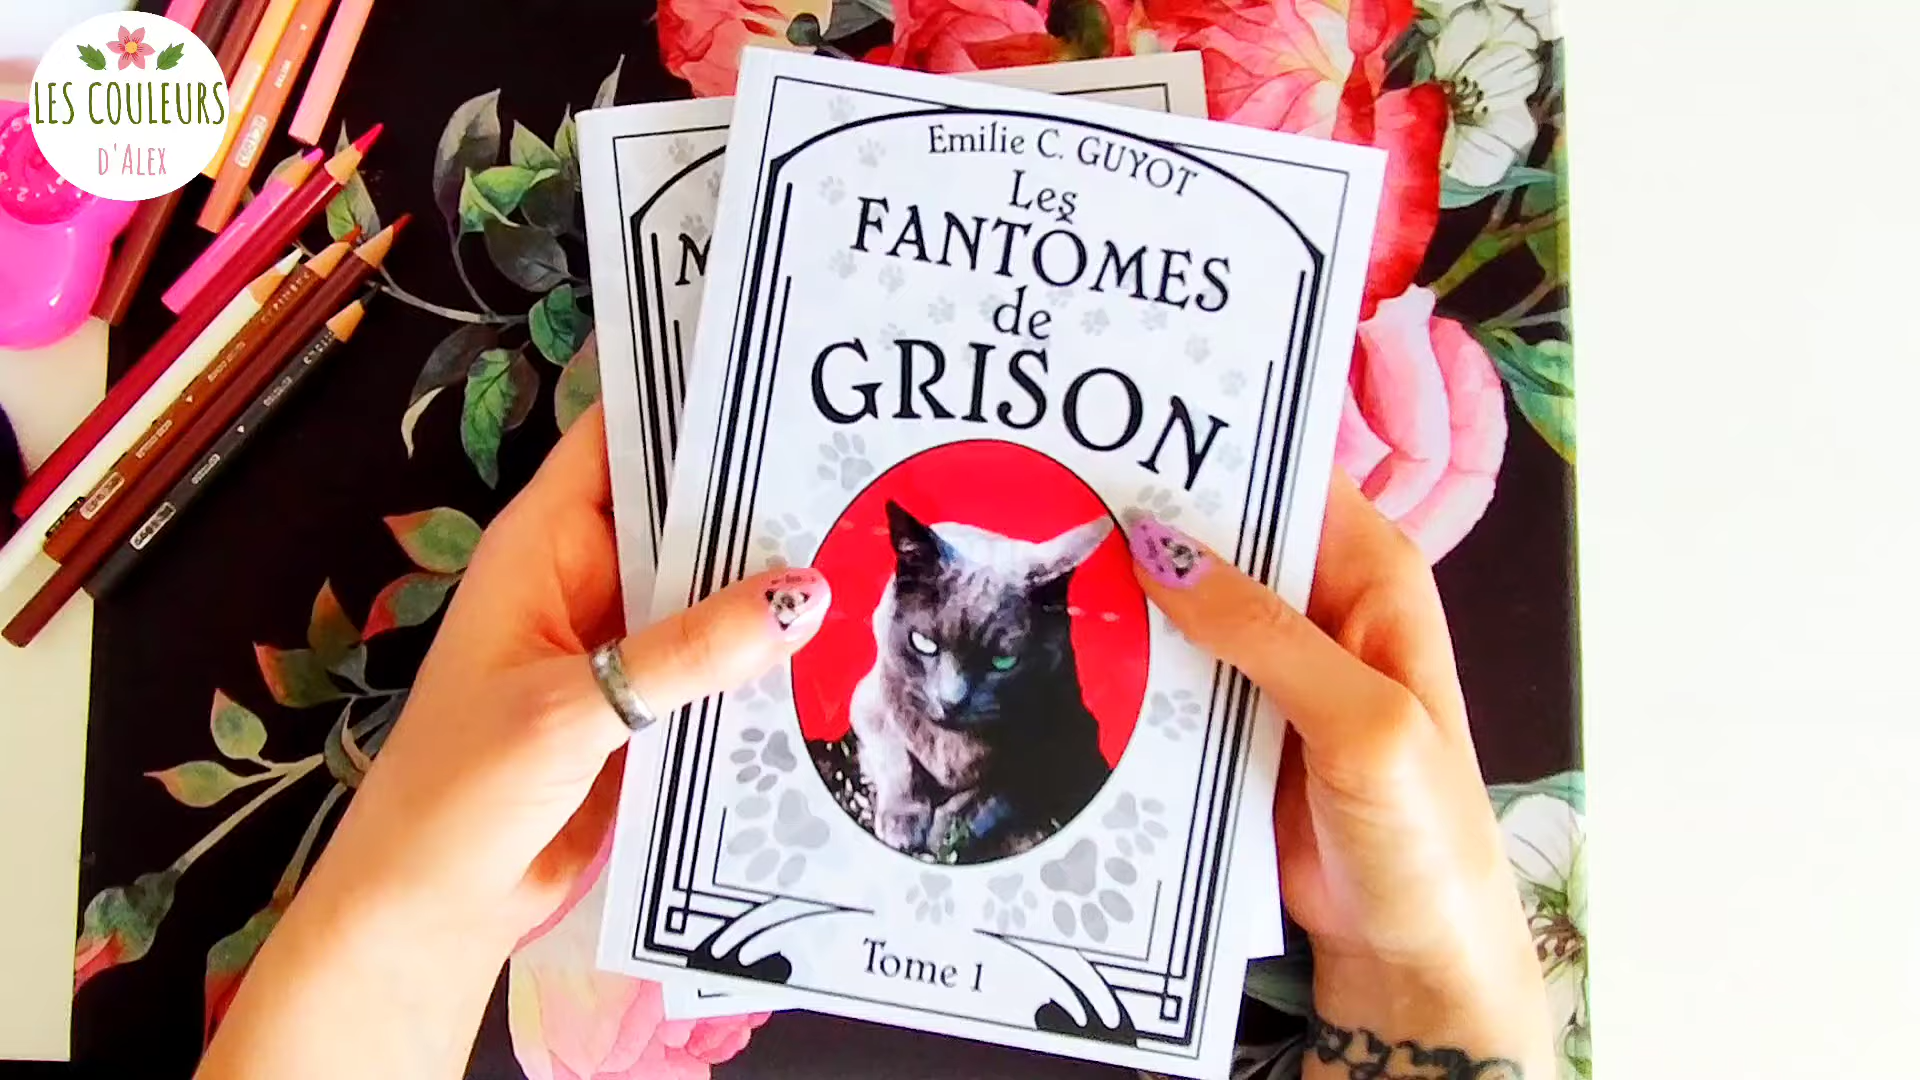 LES COULEURS
D'ALEX
Emilie C. GUYOT
Les
FANTÔMES
de
GRISON
Tome 1
M